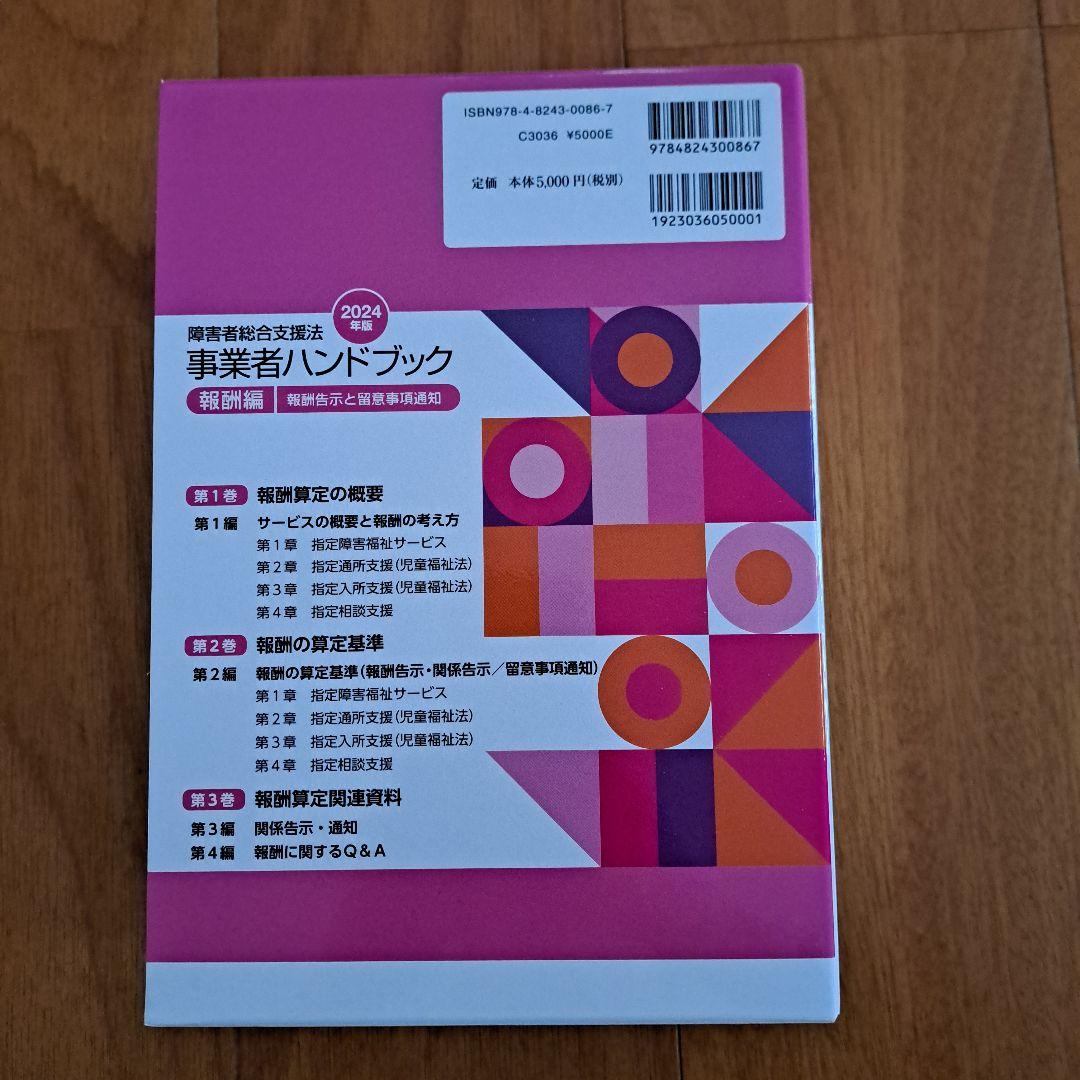 ISBN978-4-8243-0086-7
C3036 ¥5000E
定価 本体5,000円(税別)
9784824300867
1923036050001
2024
年版
障害者総合支援法
事業者ハンドブック
報酬編 報酬告示と留意事項通知
第1巻 報酬算定の概要
第1編 サービスの概要と報酬の考え方
第1章 指定障害福祉サービス
第2章 指定通所支援(児童福祉法)
第3章 指定入所支援(児童福祉法)
第4章 指定相談支援
第2巻 報酬の算定基準
第2編 報酬の算定基準(報酬告示・関係告示/留意事項通知)
第1章 指定障害福祉サービス
第2章 指定通所支援(児童福祉法)
第3章 指定入所支援(児童福祉法)
第4章 指定相談支援
第3巻 報酬算定関連資料
第3編 関係告示・通知
第4編 報酬に関するQ&A